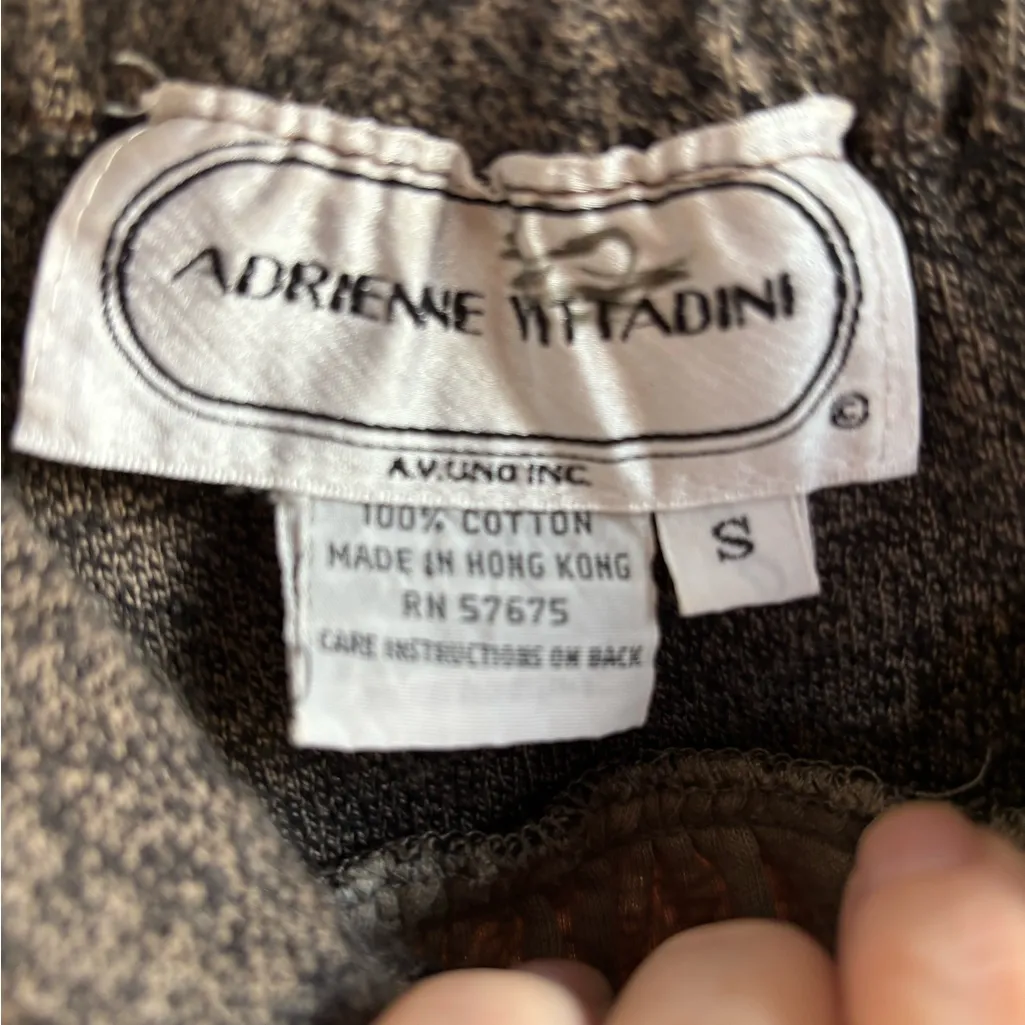 ADRIENNE VITTADINI
©
A.V.UNO INC.
100% COTTON
S
MADE IN HONG KONG
RN 57675
CARE INSTRUCTIONS ON BACK